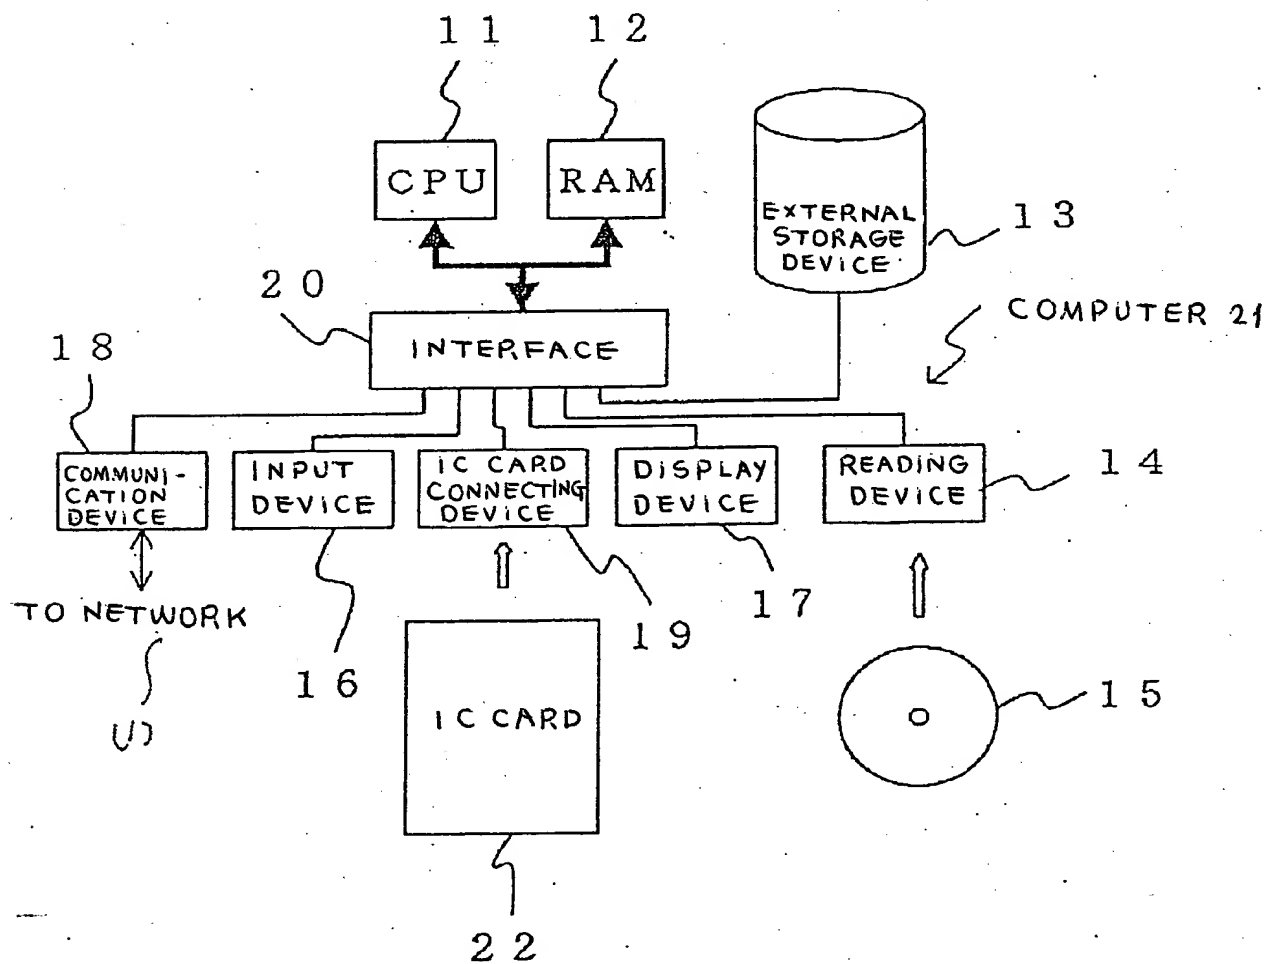 11
12
CPU
RAM
EXTERNAL
STORAGE
DEVICE
13
20
COMPUTER 21
INTERFACE
18
COMMUNI-
CATION
DEVICE
INPUT
DEVICE
IC CARD
CONNECTING
DEVICE
DISPLAY
DEVICE
READING
DEVICE
14
TO NETWORK
16
19
17
IC CARD
15
22